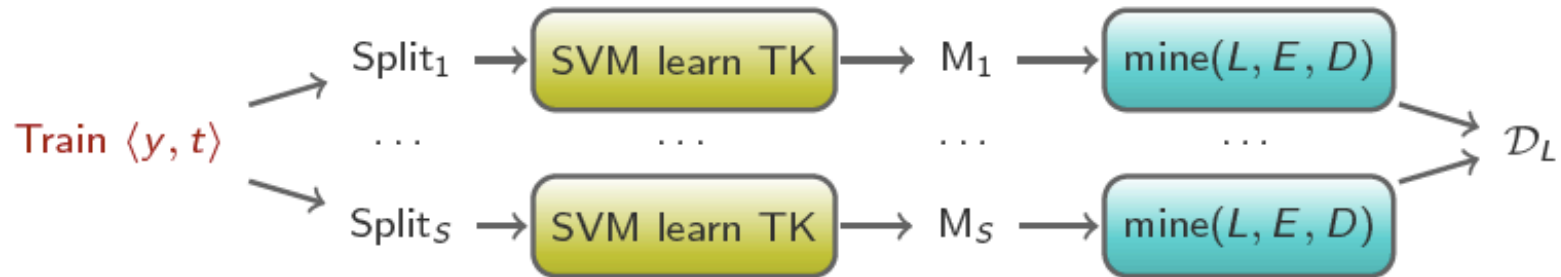 Split₁ SVM learn TK M₁ mine(L, E, D)
Train ⟨y, t⟩ ... ... ... ... 𝒟_L
Split_S SVM learn TK M_S mine(L, E, D)